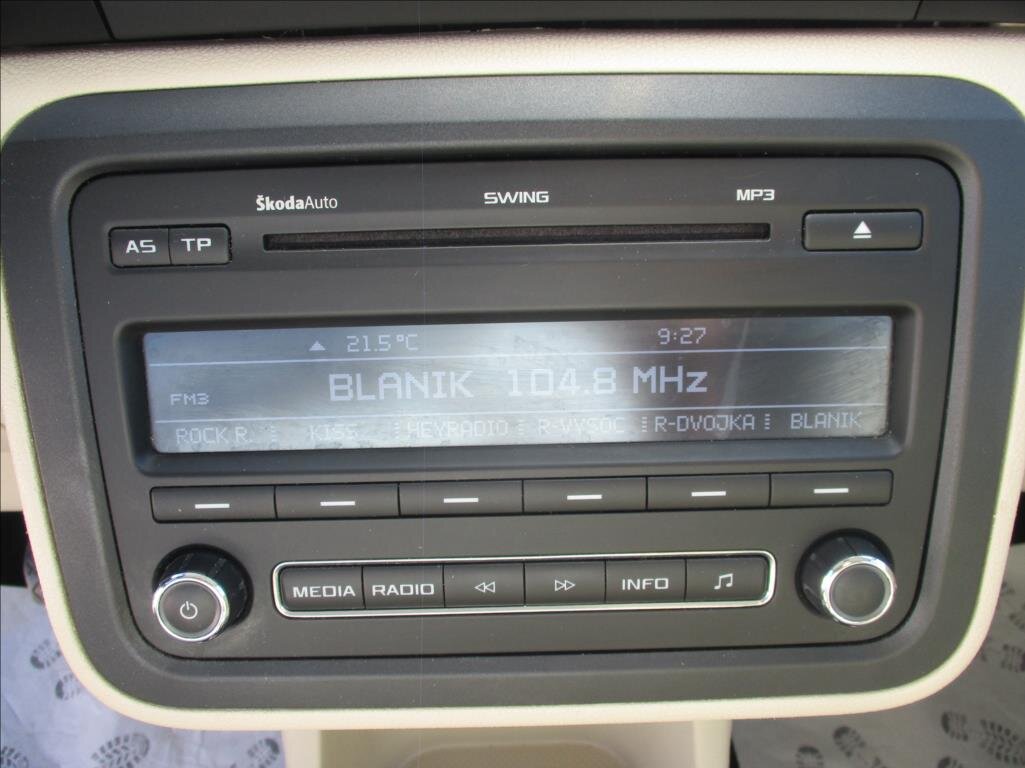 ŠkodaAuto SWING MP3
AS TP
21.5°C 9:27
BLANIK 104.8 MHz
FM3
ROCK R. KISS HEYRADIO R-VYSOC R-DVOJKA BLANIK
MEDIA RADIO INFO